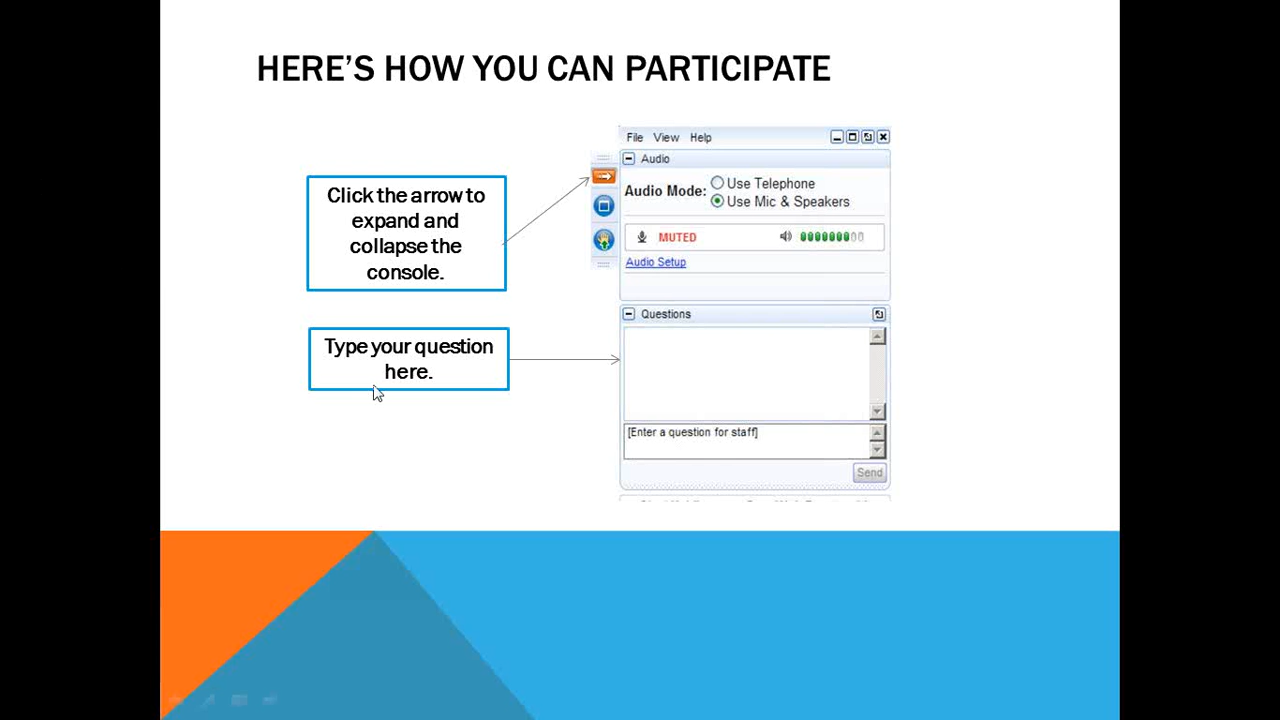 HERE'S HOW YOU CAN PARTICIPATE
Click the arrow to
expand and
collapse the
console.
Type your question
here.
File View Help
Audio
Audio Mode:
Use Telephone
Use Mic & Speakers
MUTED
Audio Setup
Questions
[Enter a question for staff]
Send